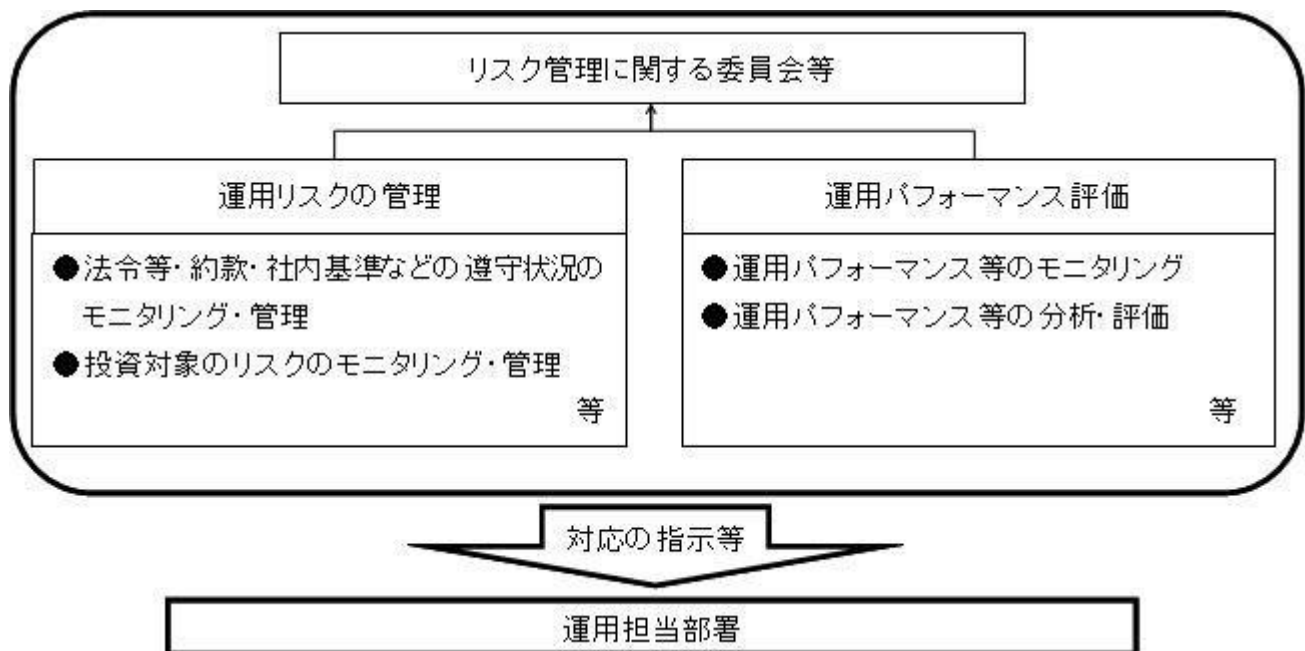 リスク管理に関する委員会等
運用リスクの管理
●法令等・約款・社内基準などの遵守状況の
モニタリング・管理
●投資対象のリスクのモニタリング・管理
等
運用パフォーマンス評価
●運用パフォーマンス等のモニタリング
●運用パフォーマンス等の分析・評価
等
対応の指示等
運用担当部署